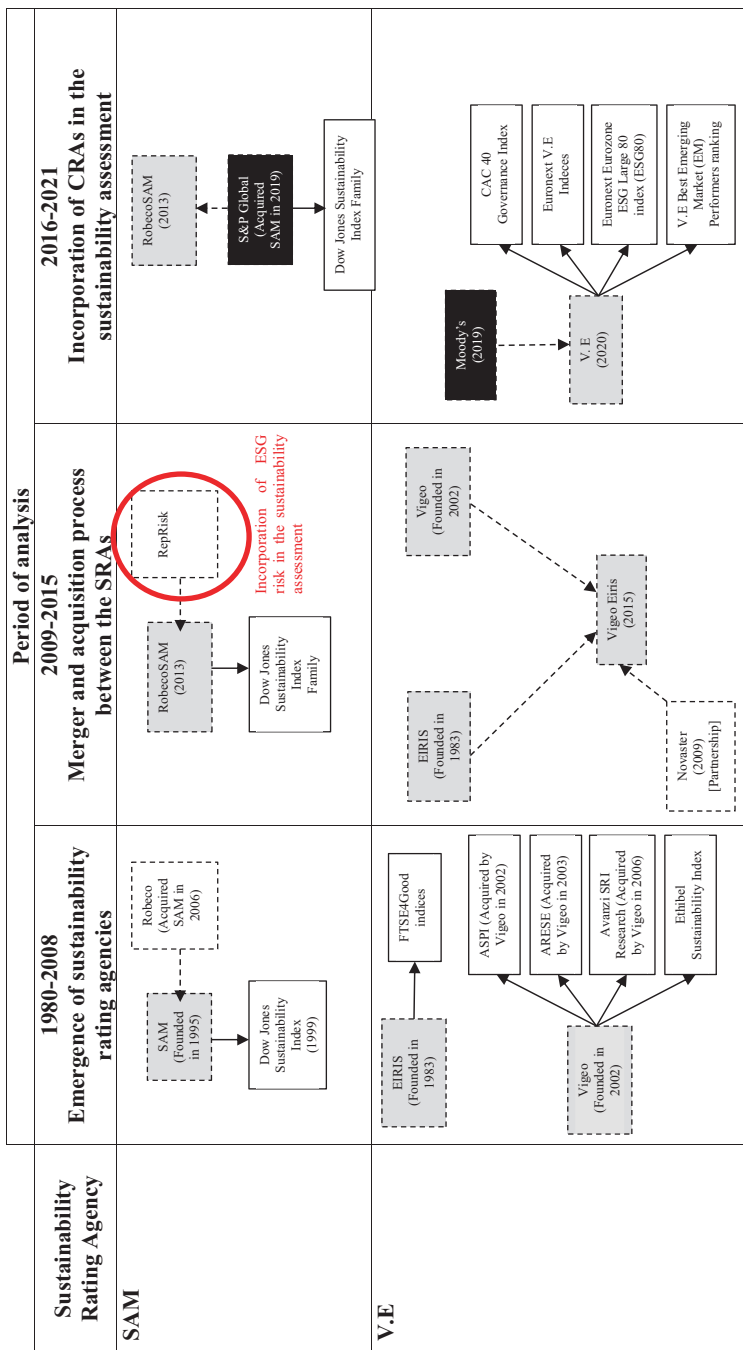 Period of analysis
Sustainability
Rating Agency
1980-2008
Emergence of sustainability
rating agencies
2009-2015
Merger and acquisition process
between the SRAs
2016-2021
Incorporation of CRAs in the
sustainability assessment
SAM
SAM
(Founded
in 1995)
Robeco
(Acquired
SAM in
2006)
Dow Jones
Sustainability
Index
(1999)
RobecoSAM
(2013)
RepRisk
Dow Jones
Sustainability
Index
Family
Incorporation of ESG
risk in the sustainability
assessment
RobecoSAM
(2013)
S&P Global
(Acquired
SAM in 2019)
Dow Jones Sustainability
Index Family
V.E
EIRIS
(Founded in
1983)
FTSE4Good
indices
Vigeo
(Founded in
2002)
ASPI (Acquired by
Vigeo in 2002)
ARESE (Acquired
by Vigeo in 2003)
Avanzi SRI
Research (Acquired
by Vigeo in 2006)
Ethibel
Sustainability Index
EIRIS
(Founded in
1983)
Vigeo
(Founded in
2002)
Vigeo Eiris
(2015)
Novaster
(2009)
[Partnership]
Moody's
(2019)
V. E
(2020)
CAC 40
Governance Index
Euronext V.E
Indeces
Euronext Eurozone
ESG Large 80
index (ESG80)
V.E Best Emerging
Market (EM)
Performers ranking